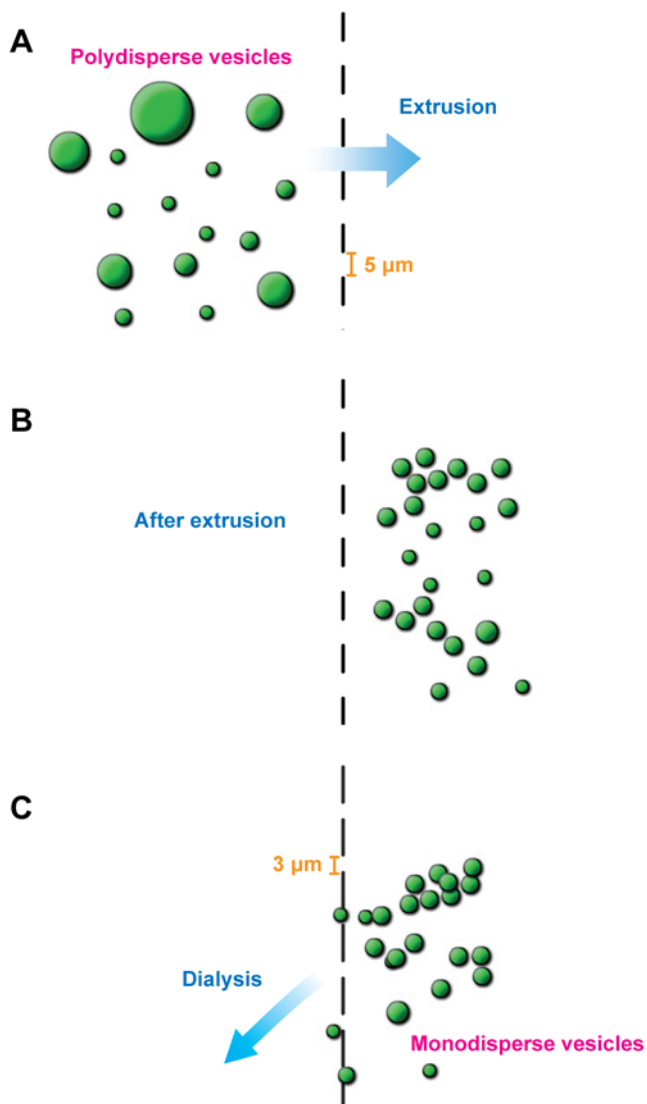 A
Polydisperse vesicles
Extrusion
5 µm
B
After extrusion
C
3 µm
Dialysis
Monodisperse vesicles